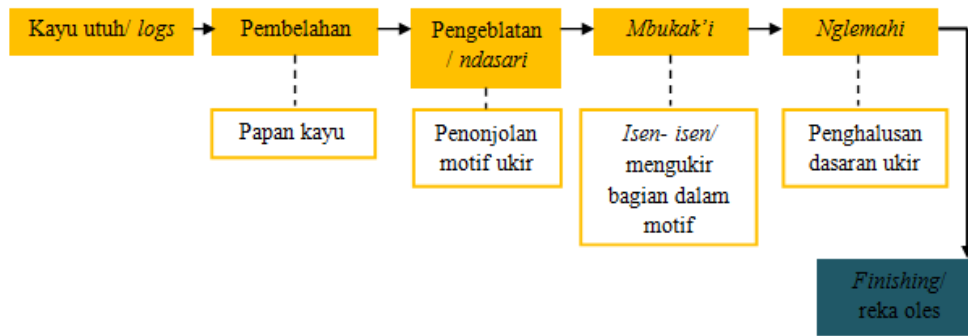 Kayu utuh/ logs
Pembelahan
Pengeblatan
/ ndasari
Mbukak’i
Nglemahi
Papan kayu
Penonjolan
motif ukir
Isen- isen/
mengukir
bagian dalam
motif
Penghalusan
dasaran ukir
Finishing/
reka oles